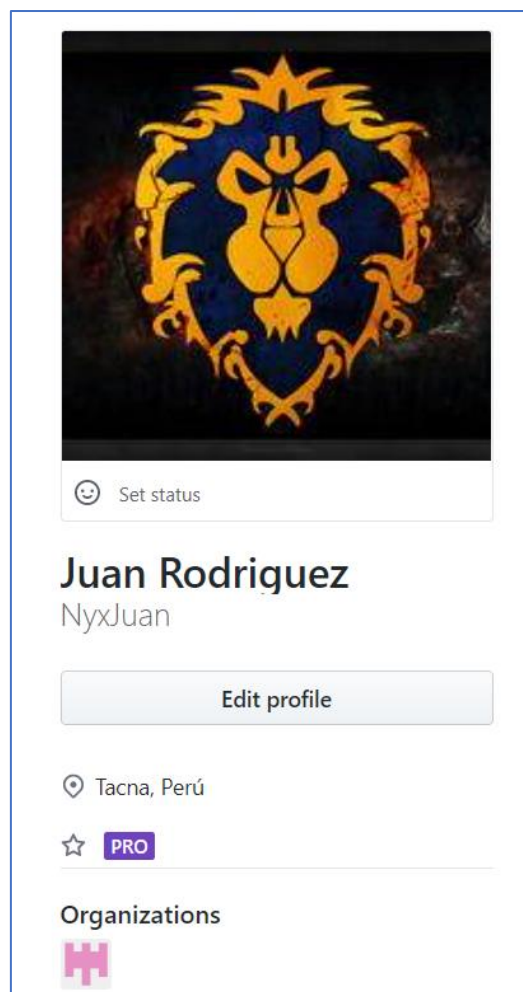 Set status
Juan Rodriguez
NyxJuan
Edit profile
Tacna, Perú
PRO
Organizations